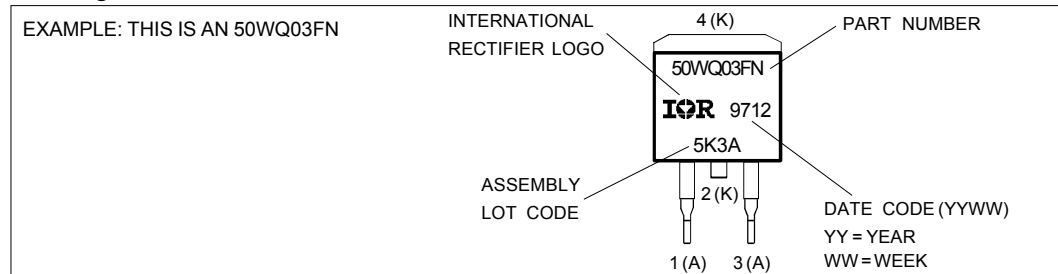 EXAMPLE: THIS IS AN 50WQ03FN
INTERNATIONAL
RECTIFIER LOGO
4 (K)
PART NUMBER
50WQ03FN
IOR 9712
5K3A
ASSEMBLY
LOT CODE
2 (K)
DATE CODE (YYWW)
YY = YEAR
WW = WEEK
1 (A) 3 (A)